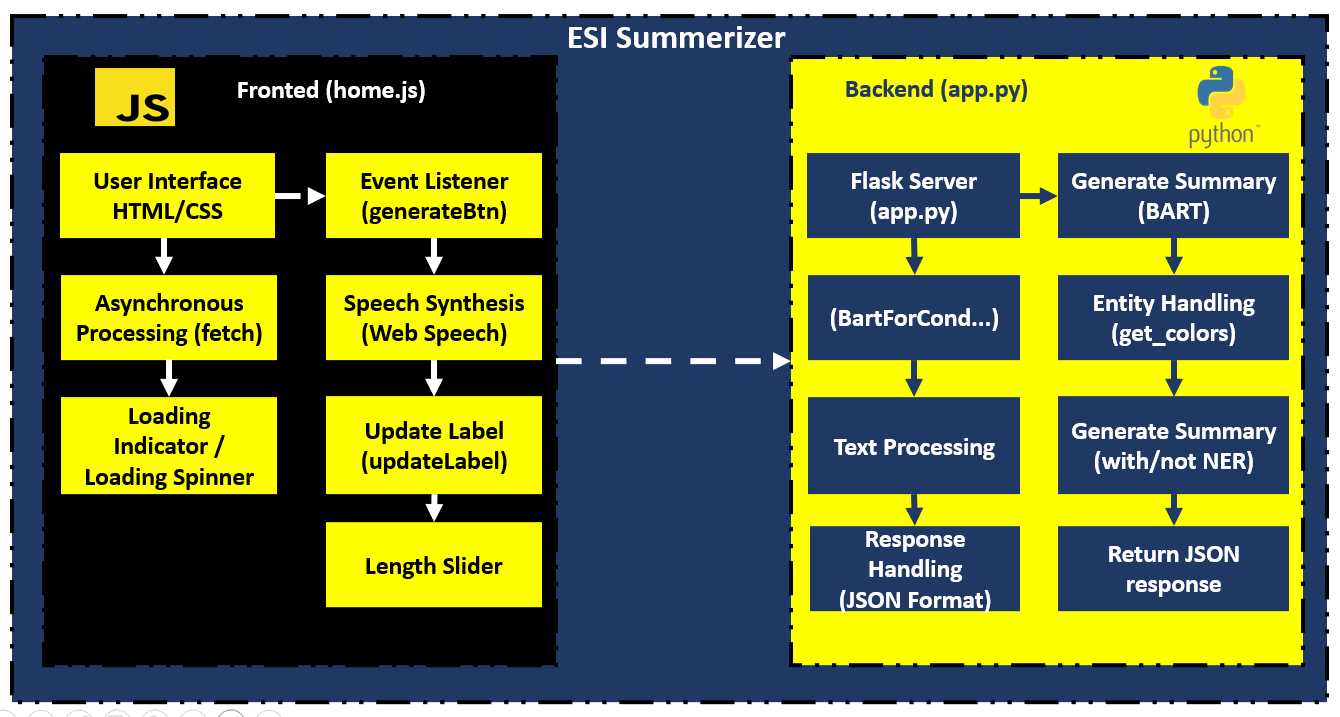 ESI Summerizer
JS
Fronted (home.js)
User Interface
HTML/CSS
Event Listener
(generateBtn)
Asynchronous
Processing (fetch)
Speech Synthesis
(Web Speech)
Loading
Indicator /
Loading Spinner
Update Label
(updateLabel)
Length Slider
Backend (app.py)
python™
Flask Server
(app.py)
Generate Summary
(BART)
(BartForCond...)
Entity Handling
(get_colors)
Text Processing
Generate Summary
(with/not NER)
Response
Handling
(JSON Format)
Return JSON
response